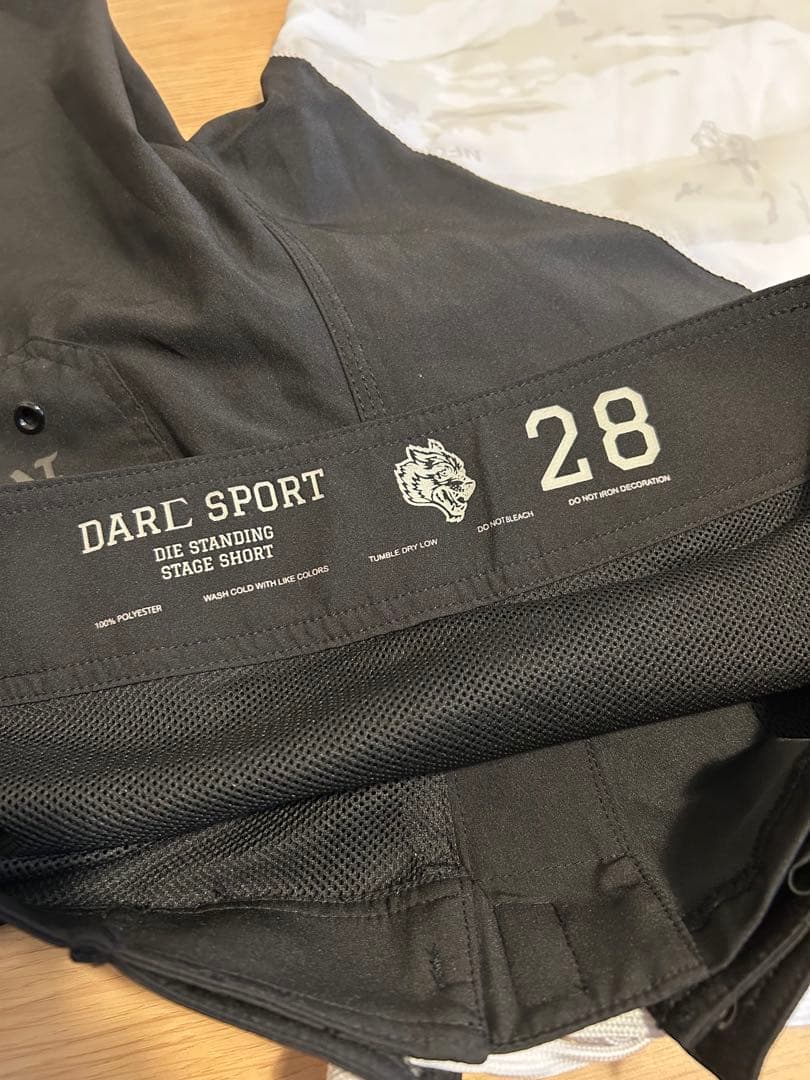 28
DARC SPORT
DIE STANDING
STAGE SHORT
100% POLYESTER
WASH COLD WITH LIKE COLORS
TUMBLE DRY LOW
DO NOT BLEACH
DO NOT IRON DECORATION
N